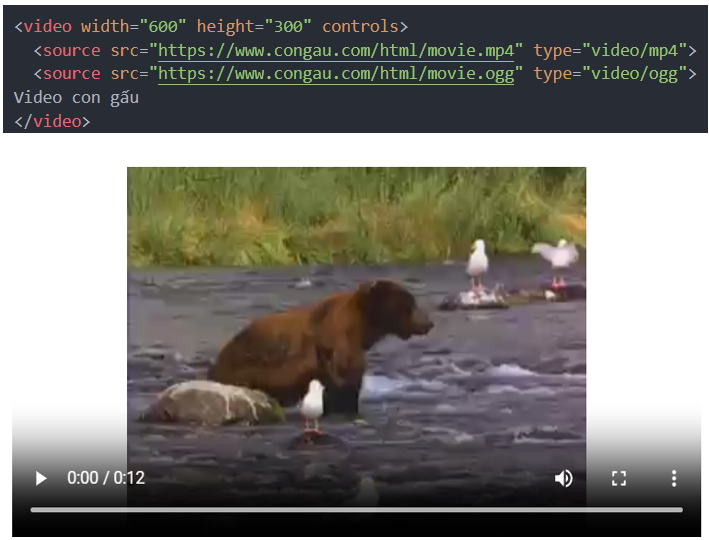 <video width="600" height="300" controls>
  <source src="https://www.congau.com/html/movie.mp4" type="video/mp4">
  <source src="https://www.congau.com/html/movie.ogg" type="video/ogg">
Video con gấu
</video>
0:00 / 0:12